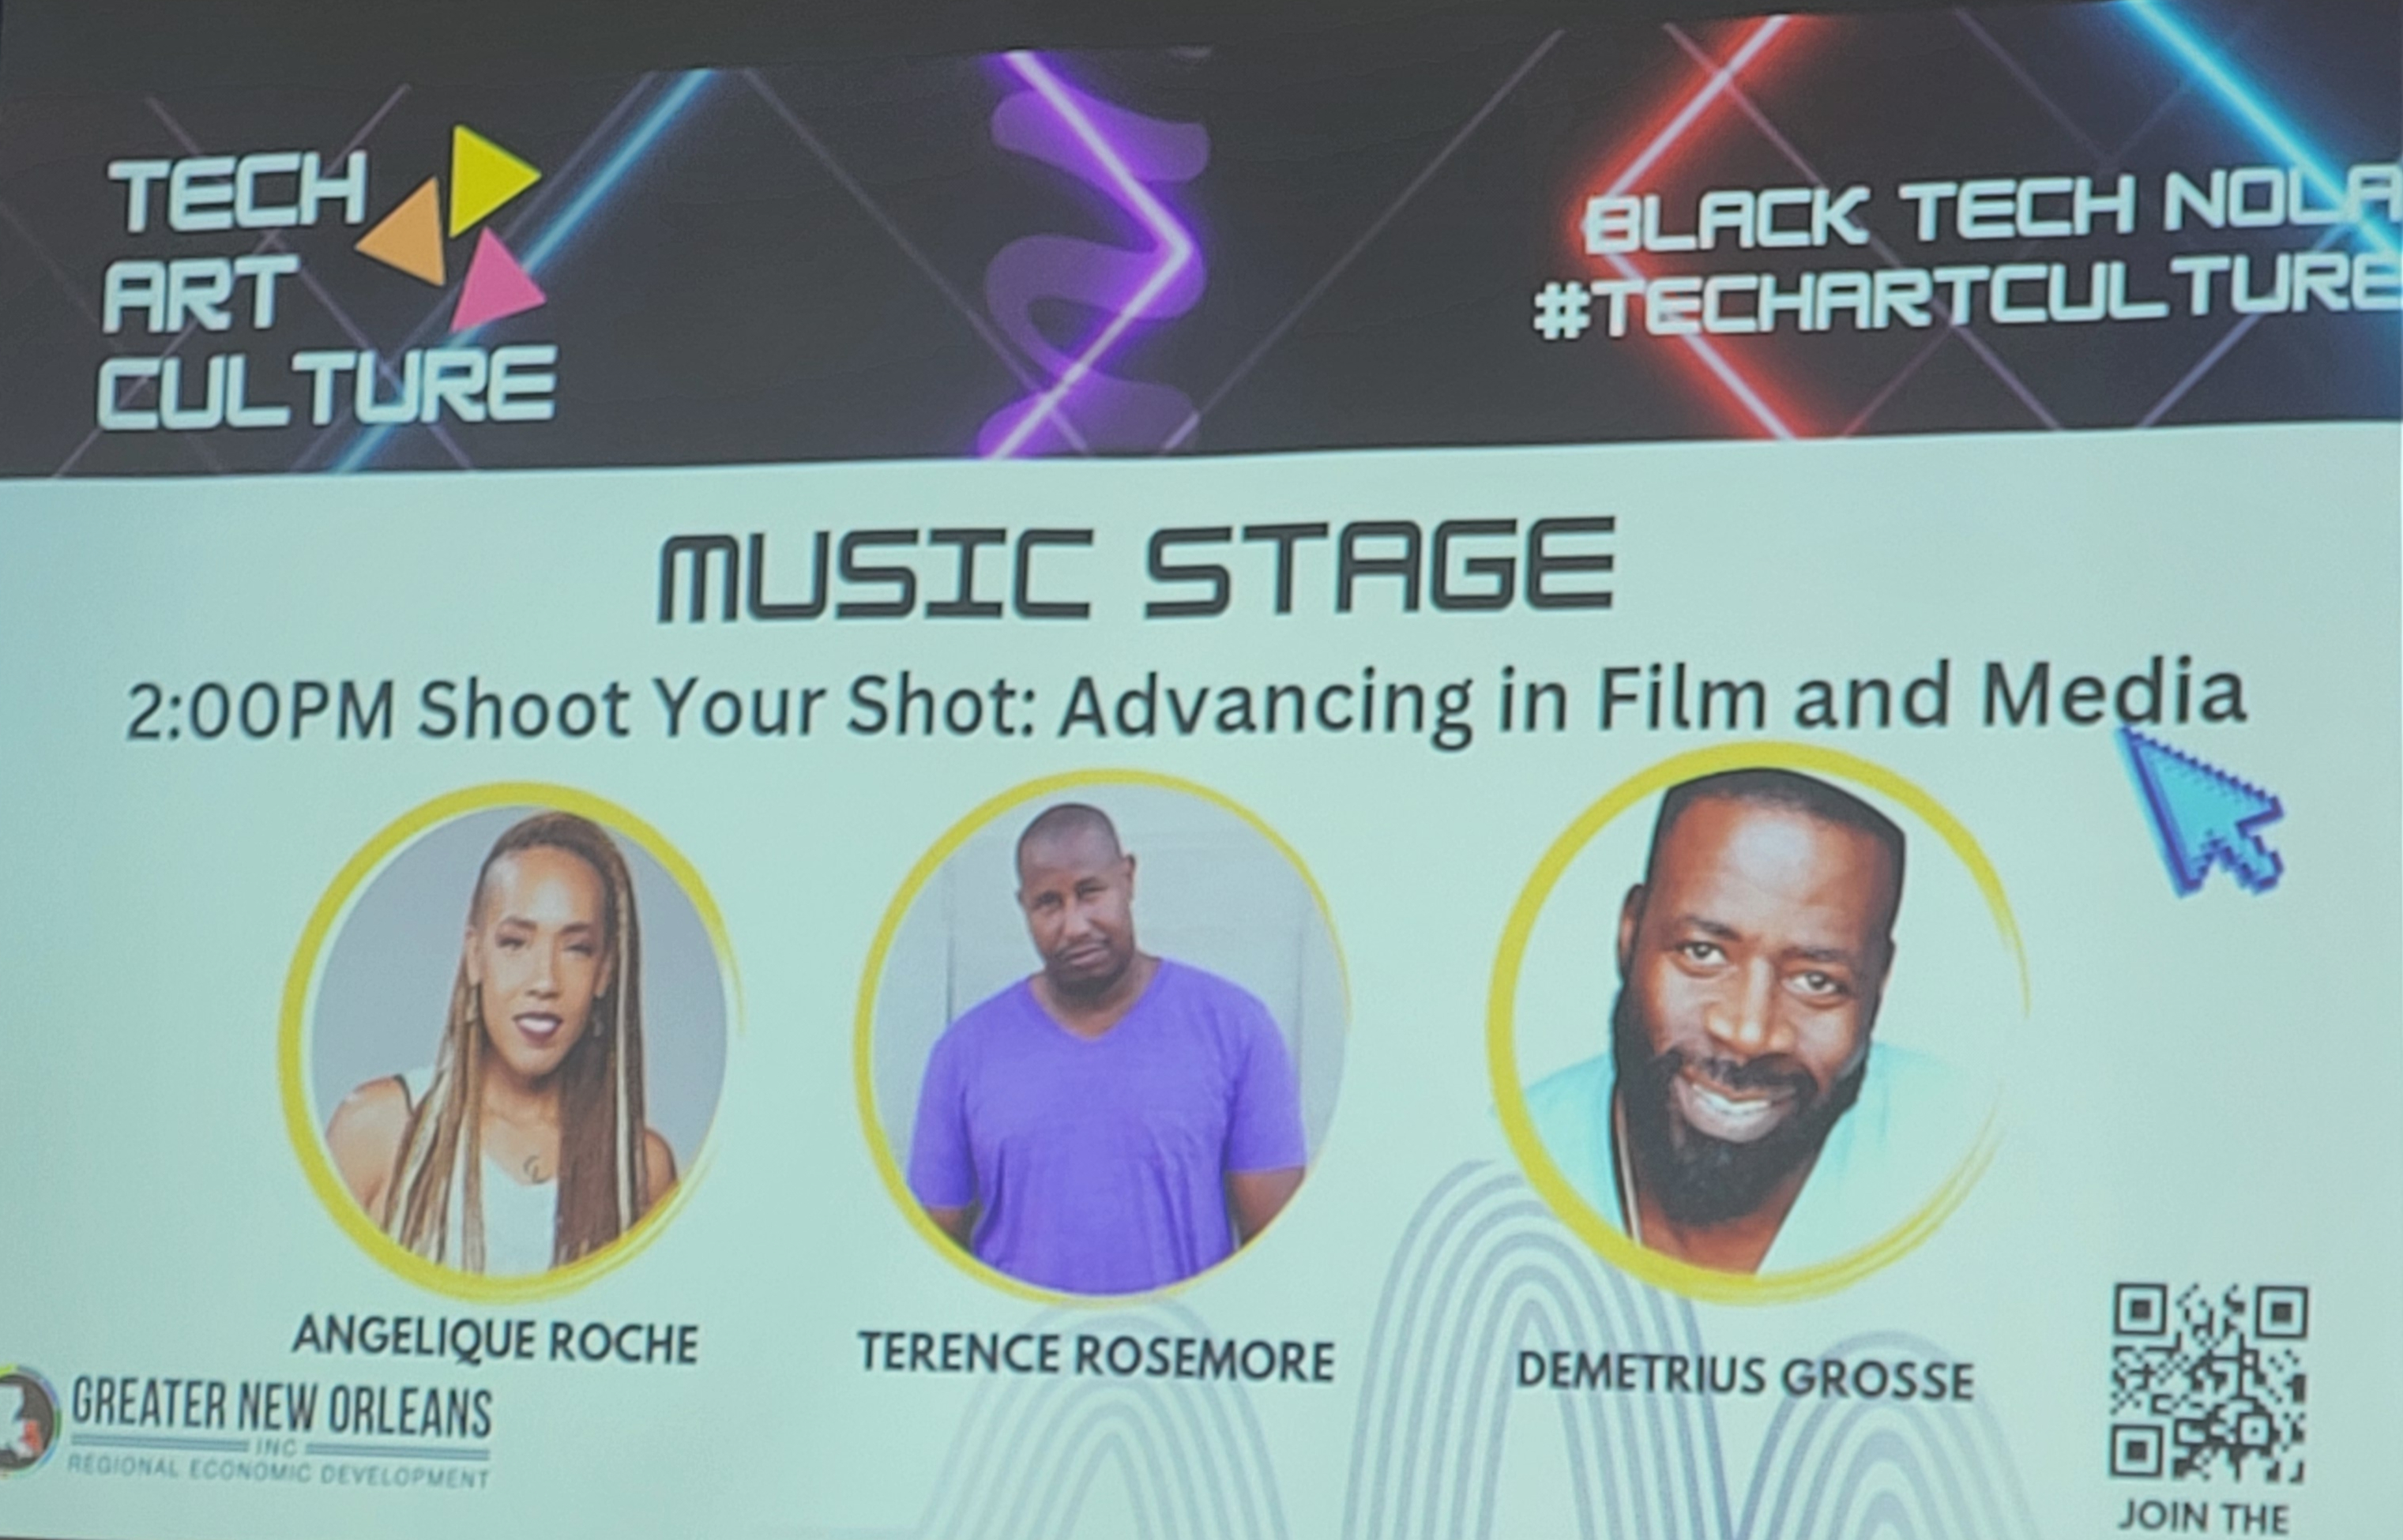 TECH
ART
CULTURE
BLACK TECH NOLA
#TECHARTCULTURE
MUSIC STAGE
2:00PM Shoot Your Shot: Advancing in Film and Media
ANGELIQUE ROCHE
TERENCE ROSEMORE
DEMETRIUS GROSSE
GREATER NEW ORLEANS
INC
REGIONAL ECONOMIC DEVELOPMENT
JOIN THE